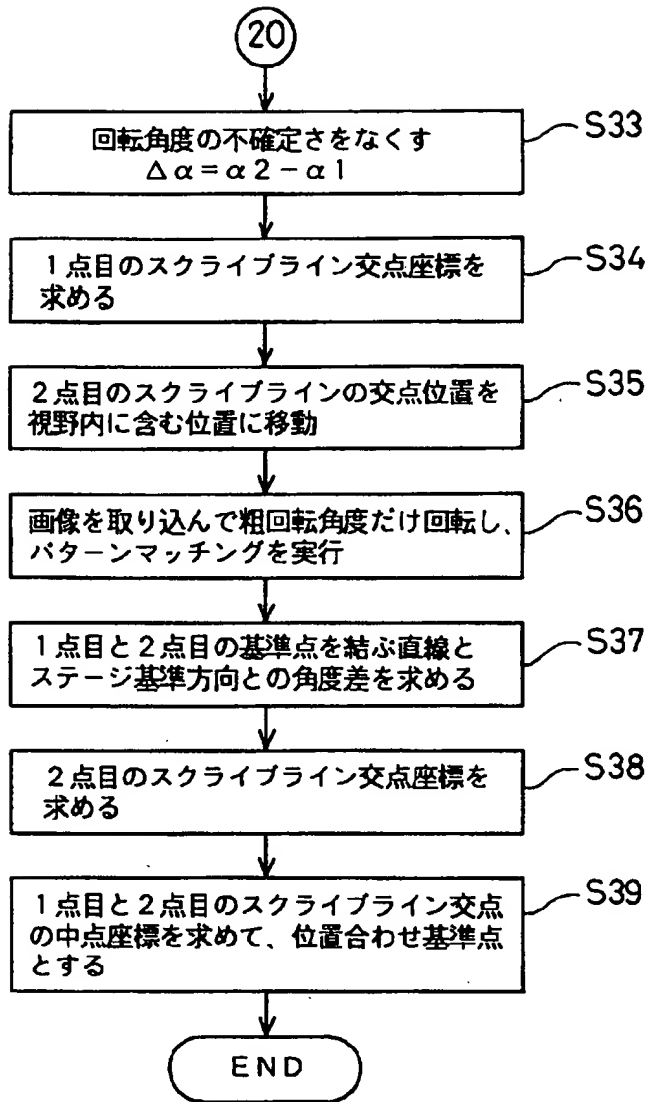 20
回転角度の不確定さをなくす
Δα=α2-α1
S33
1点目のスクライブライン交点座標を
求める
S34
2点目のスクライブラインの交点位置を
視野内に含む位置に移動
S35
画像を取り込んで粗回転角度だけ回転し、
パターンマッチングを実行
S36
1点目と2点目の基準点を結ぶ直線と
ステージ基準方向との角度差を求める
S37
2点目のスクライブライン交点座標を
求める
S38
1点目と2点目のスクライブライン交点
の中点座標を求めて、位置合わせ基準点
とする
S39
END